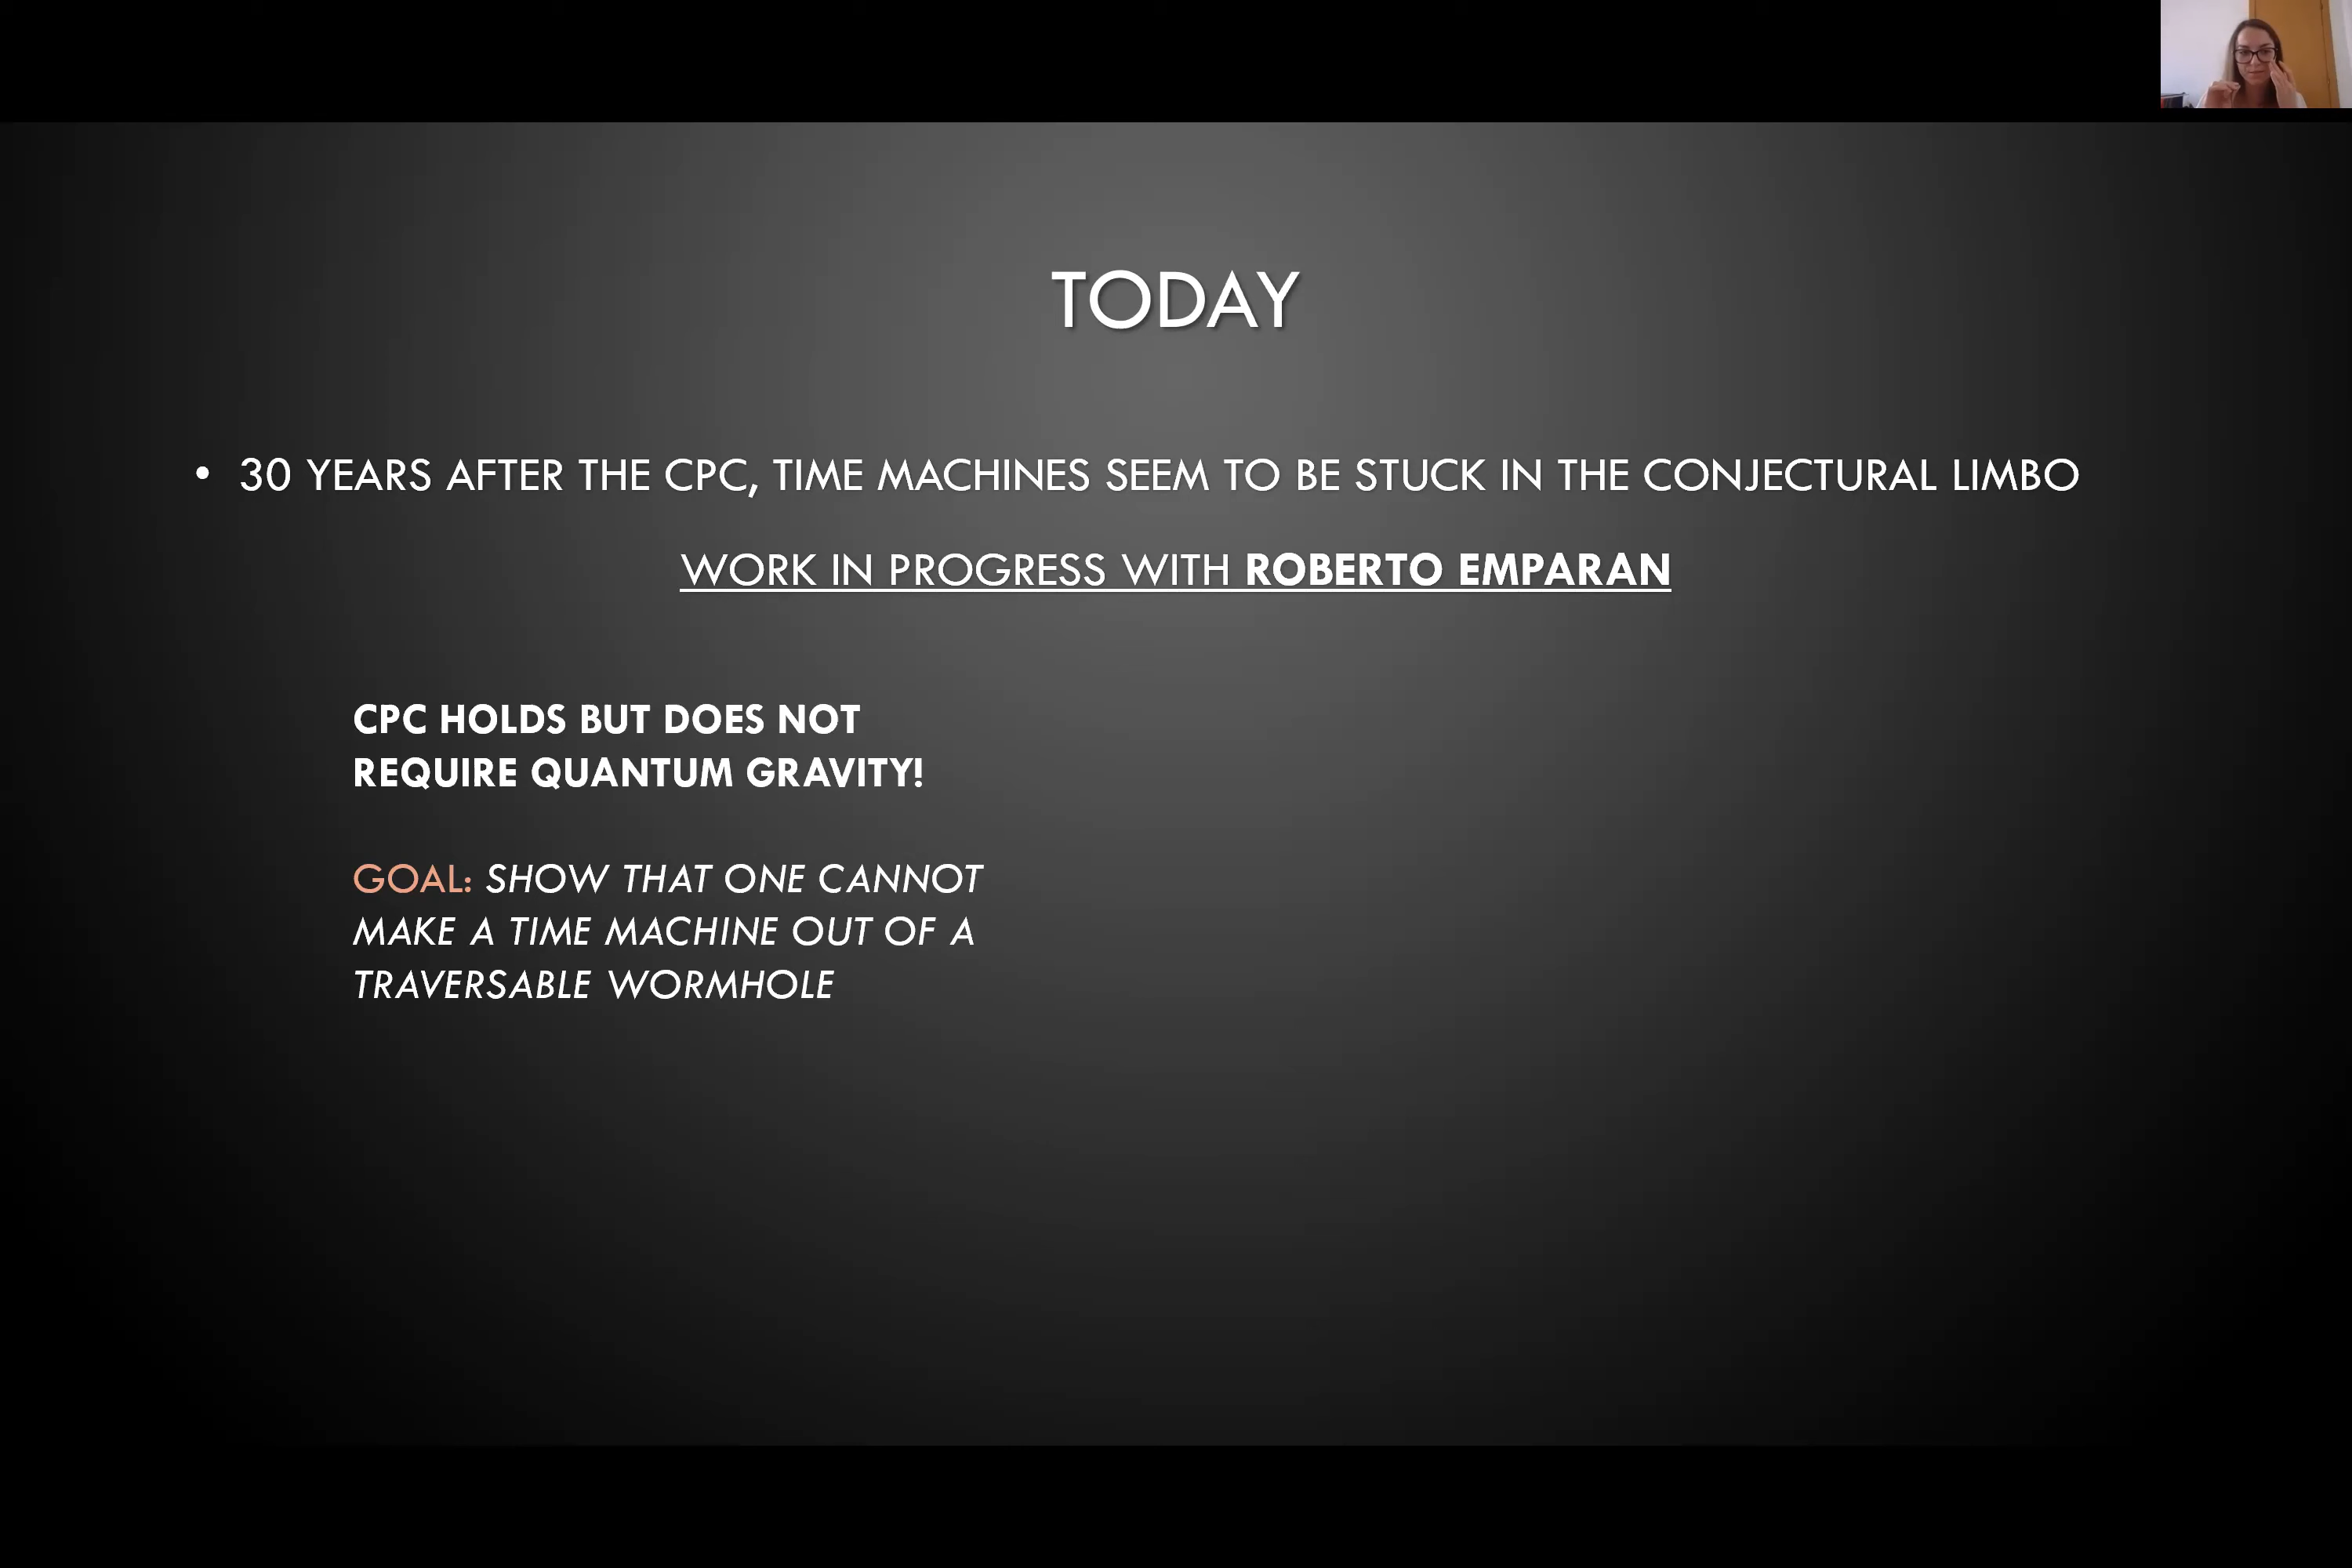 TODAY
• 30 YEARS AFTER THE CPC, TIME MACHINES SEEM TO BE STUCK IN THE CONJECTURAL LIMBO
WORK IN PROGRESS WITH ROBERTO EMPARAN
CPC HOLDS BUT DOES NOT
REQUIRE QUANTUM GRAVITY!
GOAL: SHOW THAT ONE CANNOT
MAKE A TIME MACHINE OUT OF A
TRAVERSABLE WORMHOLE